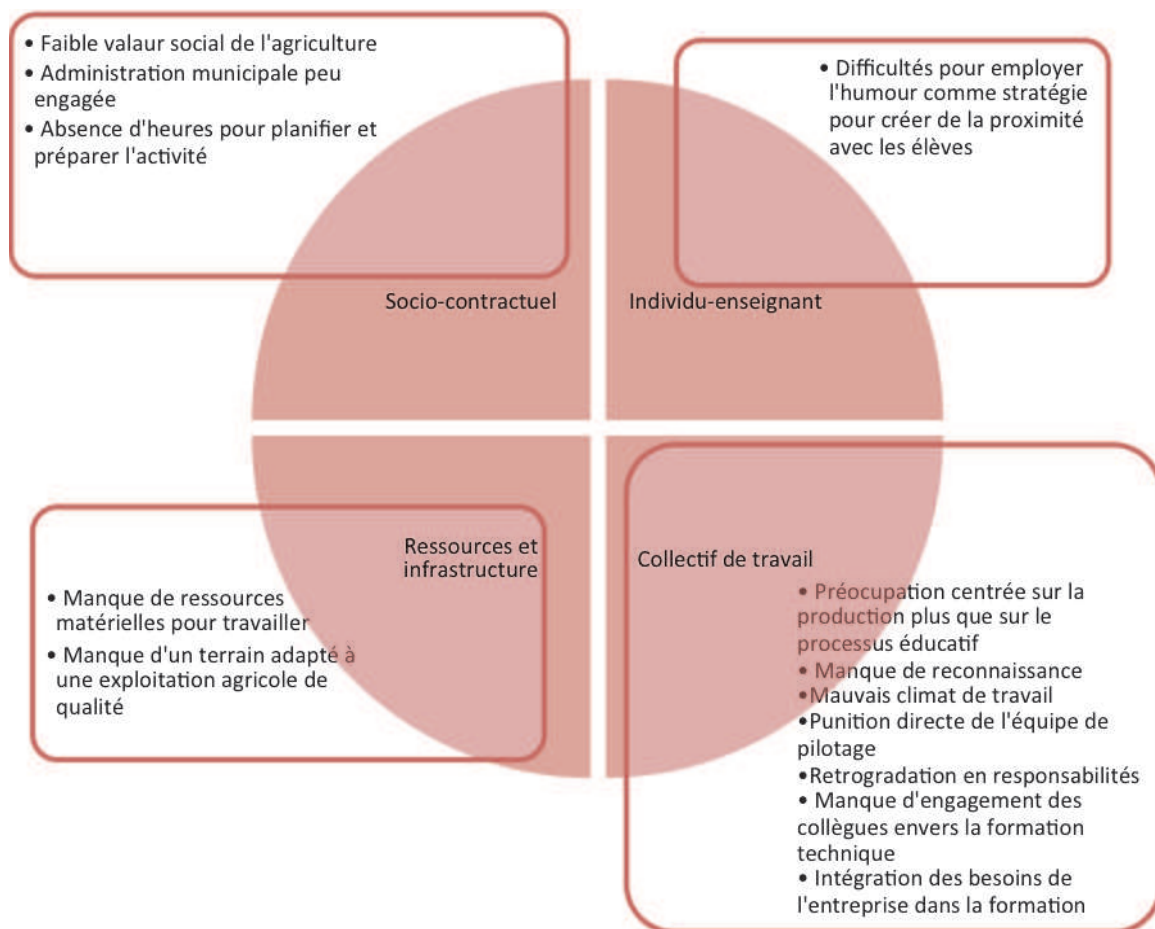 • Faible valaur social de l'agriculture
• Administration municipale peu
engagée
• Absence d'heures pour planifier et
préparer l'activité
• Difficultés pour employer
l'humour comme stratégie
pour créer de la proximité
avec les élèves
Socio-contractuel
Individu-enseignant
Ressources et
infrastructure
• Manque de ressources
matérielles pour travailler
• Manque d'un terrain adapté à
une exploitation agricole de
qualité
Collectif de travail
• Préocupation centrée sur la
production plus que sur le
processus éducatif
• Manque de reconnaissance
•Mauvais climat de travail
•Punition directe de l'équipe de
pilotage
•Retrogradation en responsabilités
• Manque d'engagement des
collègues envers la formation
technique
• Intégration des besoins de
l'entreprise dans la formation